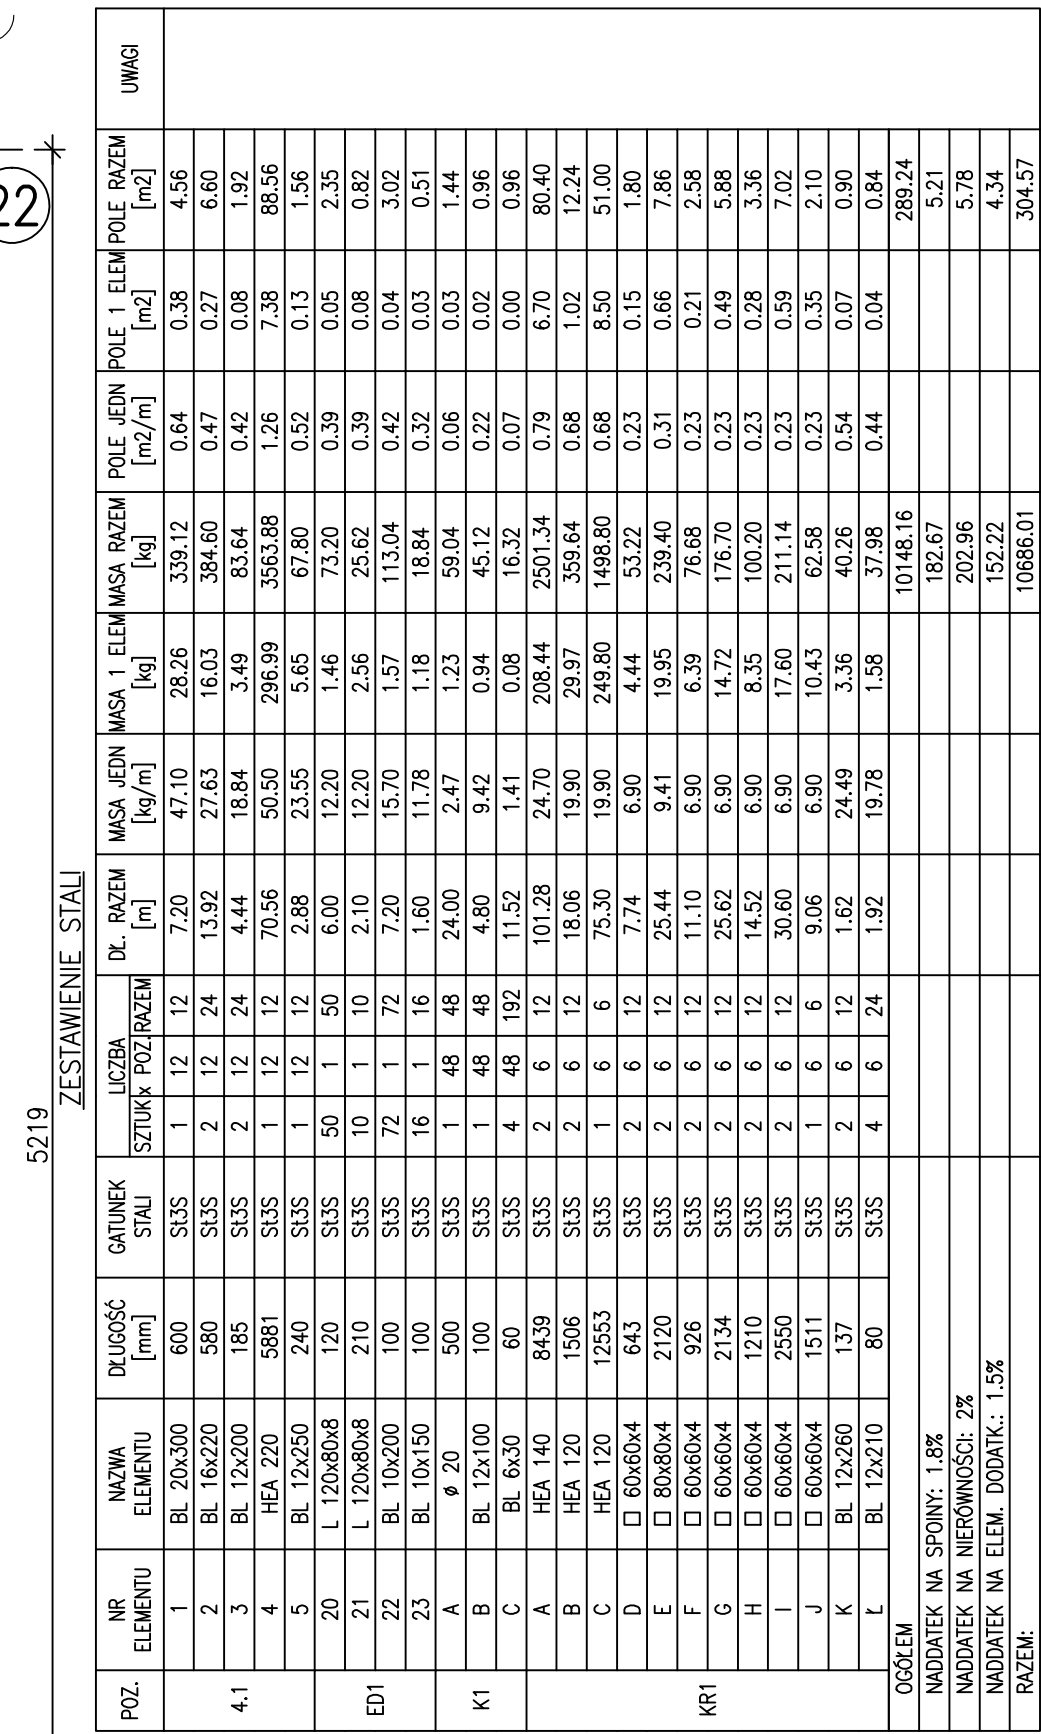 22
5219
ZESTAWIENIE STALI
POZ. NR ELEMENTU NAZWA ELEMENTU DŁUGOŚĆ [mm] GATUNEK STALI LICZBA SZTUK x POZ. RAZEM DŁ. RAZEM [m] MASA JEDN [kg/m] MASA 1 ELEM [kg] MASA RAZEM [kg] POLE JEDN [m2/m] POLE 1 ELEM [m2] POLE RAZEM [m2] UWAGI
4.1
1 BL 20x300 600 St3S 1 12 12 7.20 47.10 28.26 339.12 0.64 0.38 4.56
2 BL 16x220 580 St3S 2 12 24 13.92 27.63 16.03 384.60 0.47 0.27 6.60
3 BL 12x200 185 St3S 2 12 24 4.44 18.84 3.49 83.64 0.42 0.08 1.92
4 HEA 220 5881 St3S 1 12 12 70.56 50.50 296.99 3563.88 1.26 7.38 88.56
5 BL 12x250 240 St3S 1 12 12 2.88 23.55 5.65 67.80 0.52 0.13 1.56
ED1
20 L 120x80x8 120 St3S 50 1 50 6.00 12.20 1.46 73.20 0.39 0.05 2.35
21 L 120x80x8 210 St3S 10 1 10 2.10 12.20 2.56 25.62 0.39 0.08 0.82
22 BL 10x200 100 St3S 72 1 72 7.20 15.70 1.57 113.04 0.42 0.04 3.02
23 BL 10x150 100 St3S 16 1 16 1.60 11.78 1.18 18.84 0.32 0.03 0.51
K1
A ø 20 500 St3S 1 48 48 24.00 2.47 1.23 59.04 0.06 0.03 1.44
B BL 12x100 100 St3S 1 48 48 4.80 9.42 0.94 45.12 0.22 0.02 0.96
C BL 6x30 60 St3S 4 48 192 11.52 1.41 0.08 16.32 0.07 0.00 0.96
KR1
A HEA 140 8439 St3S 2 6 12 101.28 24.70 208.44 2501.34 0.79 6.70 80.40
B HEA 120 1506 St3S 2 6 12 18.06 19.90 29.97 359.64 0.68 1.02 12.24
C HEA 120 12553 St3S 1 6 6 75.30 19.90 249.80 1498.80 0.68 8.50 51.00
D □ 60x60x4 643 St3S 2 6 12 7.74 6.90 4.44 53.22 0.23 0.15 1.80
E □ 80x80x4 2120 St3S 2 6 12 25.44 9.41 19.95 239.40 0.31 0.66 7.86
F □ 60x60x4 926 St3S 2 6 12 11.10 6.90 6.39 76.68 0.23 0.21 2.58
G □ 60x60x4 2134 St3S 2 6 12 25.62 6.90 14.72 176.70 0.23 0.49 5.88
H □ 60x60x4 1210 St3S 2 6 12 14.52 6.90 8.35 100.20 0.23 0.28 3.36
I □ 60x60x4 2550 St3S 2 6 12 30.60 6.90 17.60 211.14 0.23 0.59 7.02
J □ 60x60x4 1511 St3S 1 6 6 9.06 6.90 10.43 62.58 0.23 0.35 2.10
K BL 12x260 137 St3S 2 6 12 1.62 24.49 3.36 40.26 0.54 0.07 0.90
Ł BL 12x210 80 St3S 4 6 24 1.92 19.78 1.58 37.98 0.44 0.04 0.84
OGÓŁEM 10148.16 289.24
NADDATEK NA SPOINY: 1.8% 182.67 5.21
NADDATEK NA NIERÓWNOŚCI: 2% 202.96 5.78
NADDATEK NA ELEM. DODATK.: 1.5% 152.22 4.34
RAZEM: 10686.01 304.57